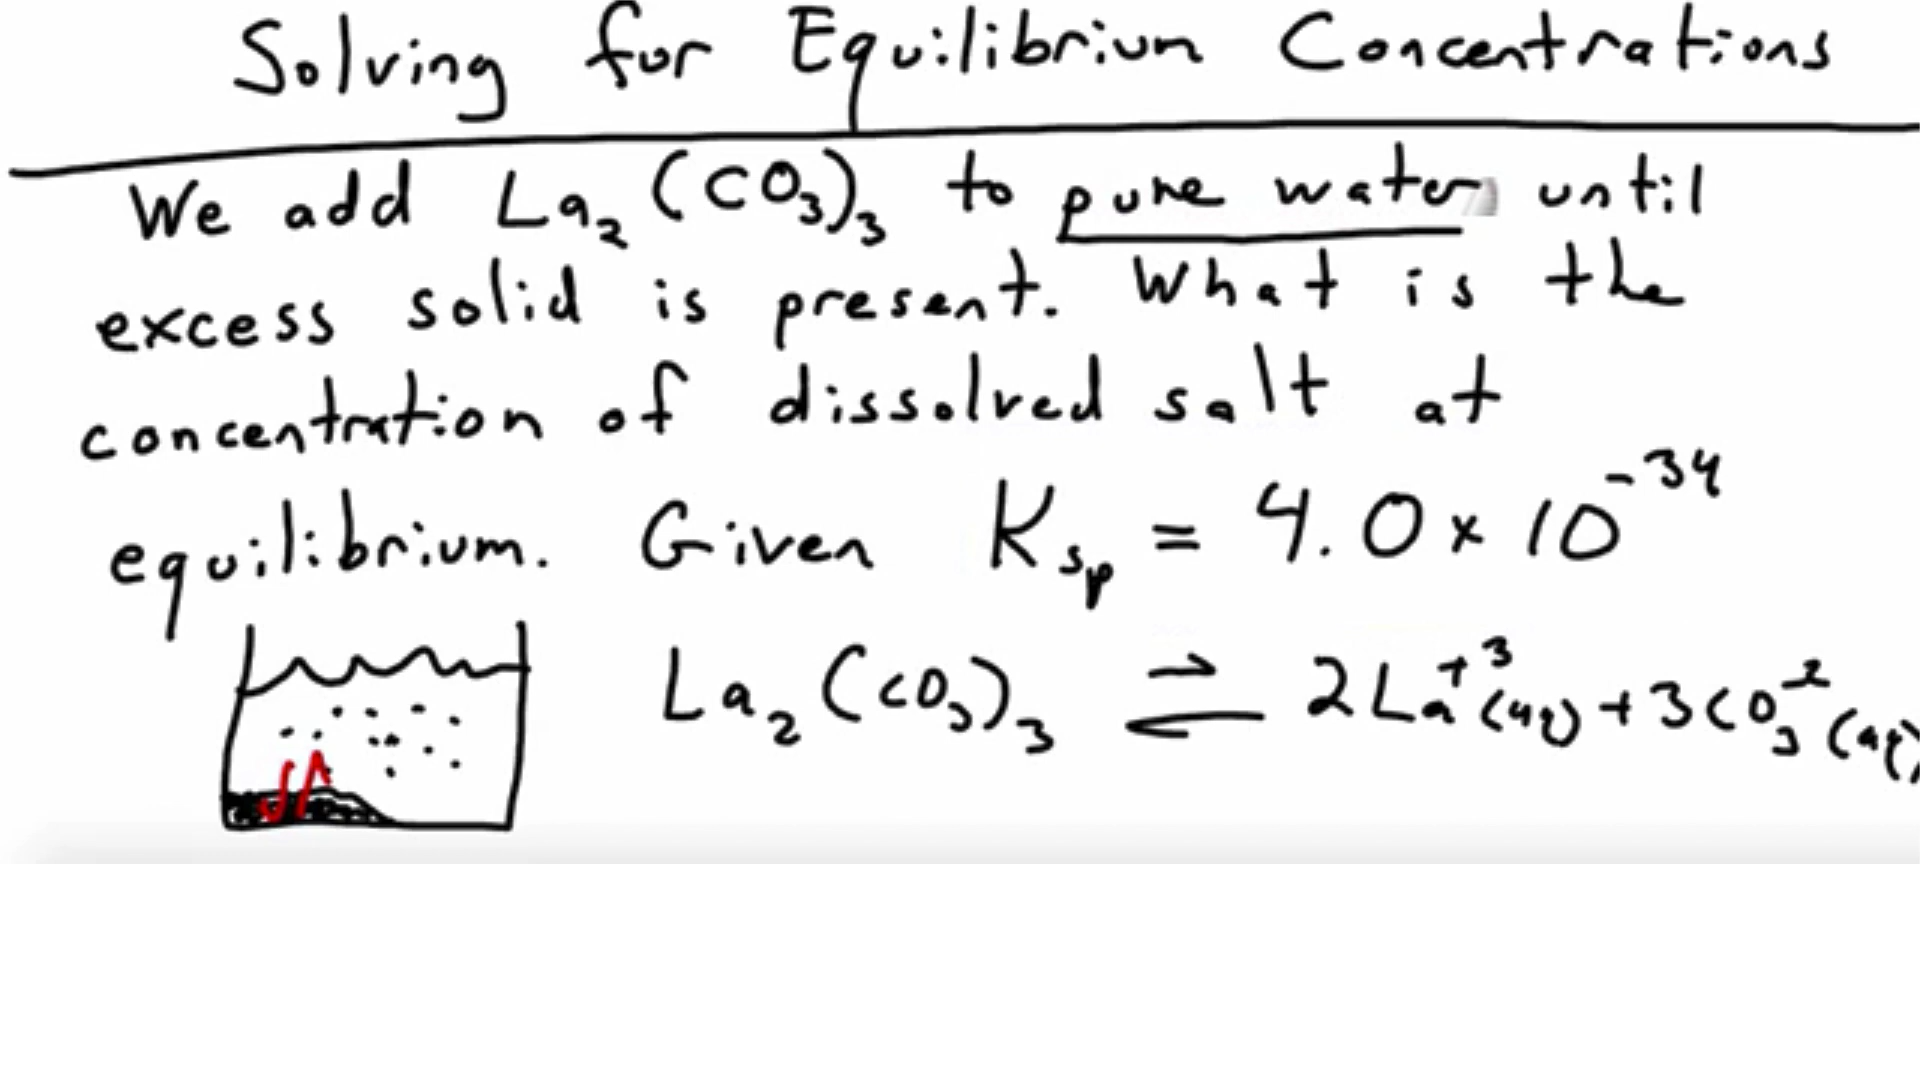 Solving for Equilibrium Concentrations
We add La₂(CO₃)₃ to pure water until
excess solid is present. What is the
concentration of dissolved salt at
equilibrium. Given Ksp = 4.0 x 10⁻³⁴
La₂(CO₃)₃ ⇌ 2La⁺³(aq) + 3CO₃⁻²(aq)